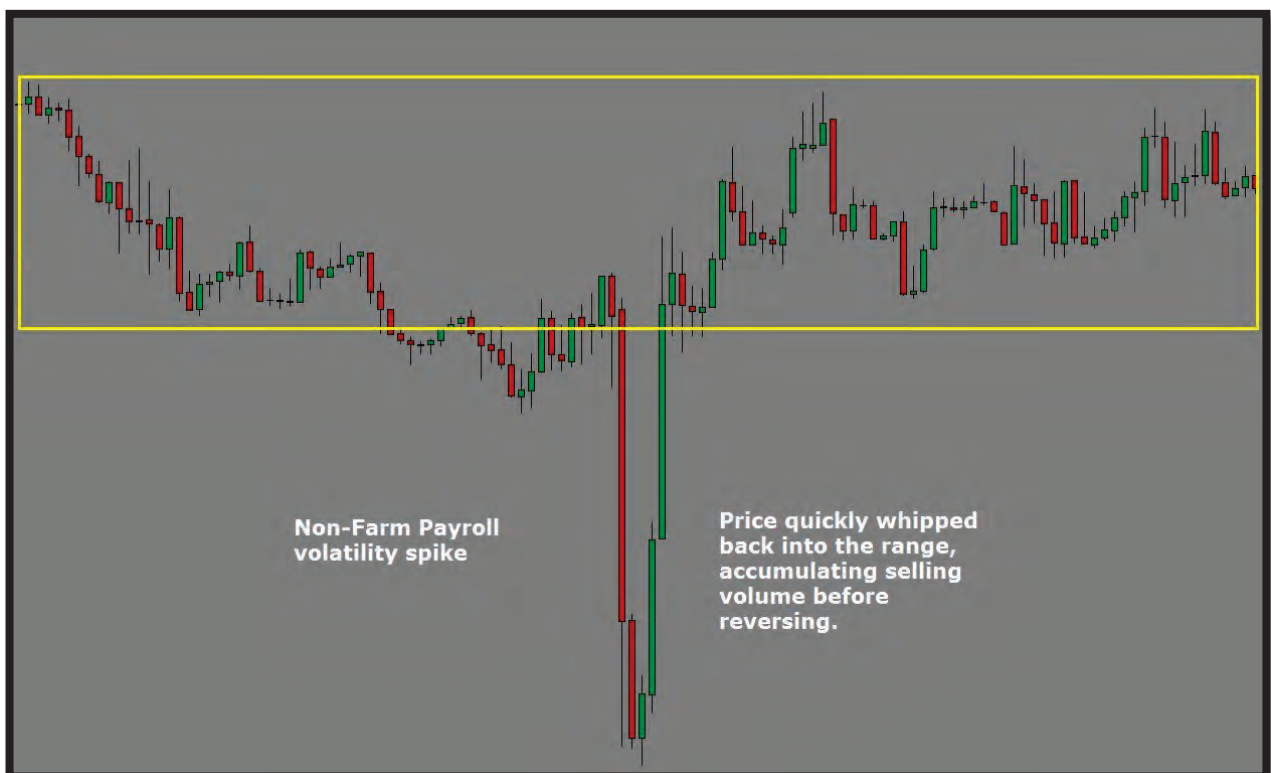 Non-Farm Payroll
volatility spike
Price quickly whipped
back into the range,
accumulating selling
volume before
reversing.